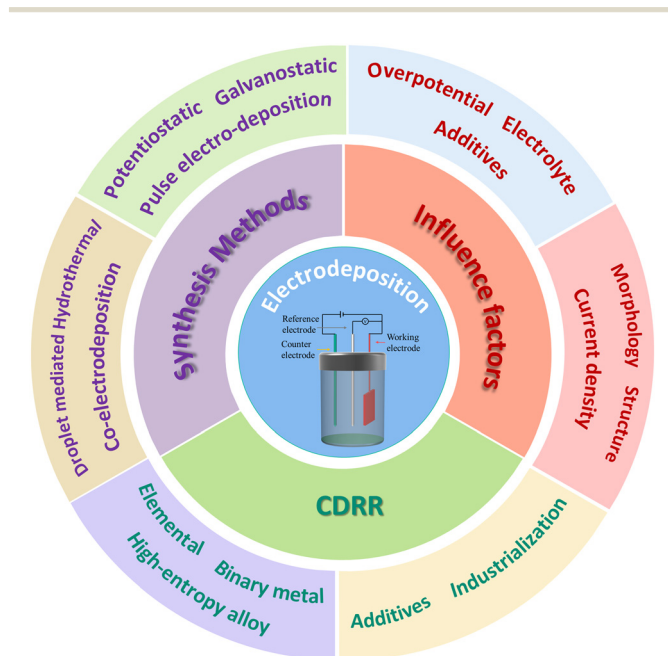 Potentiostatic Galvanostatic
Pulse electro-deposition
Overpotential Electrolyte
Additives
Synthesis Methods
Influence factors
Electrodeposition
Reference
electrode
Counter
electrode
Working
electrode
Droplet mediated Hydrothermal
Co-electrodeposition
Morphology Structure
Current density
CDRR
Elemental Binary metal
High-entropy alloy
Additives Industrialization